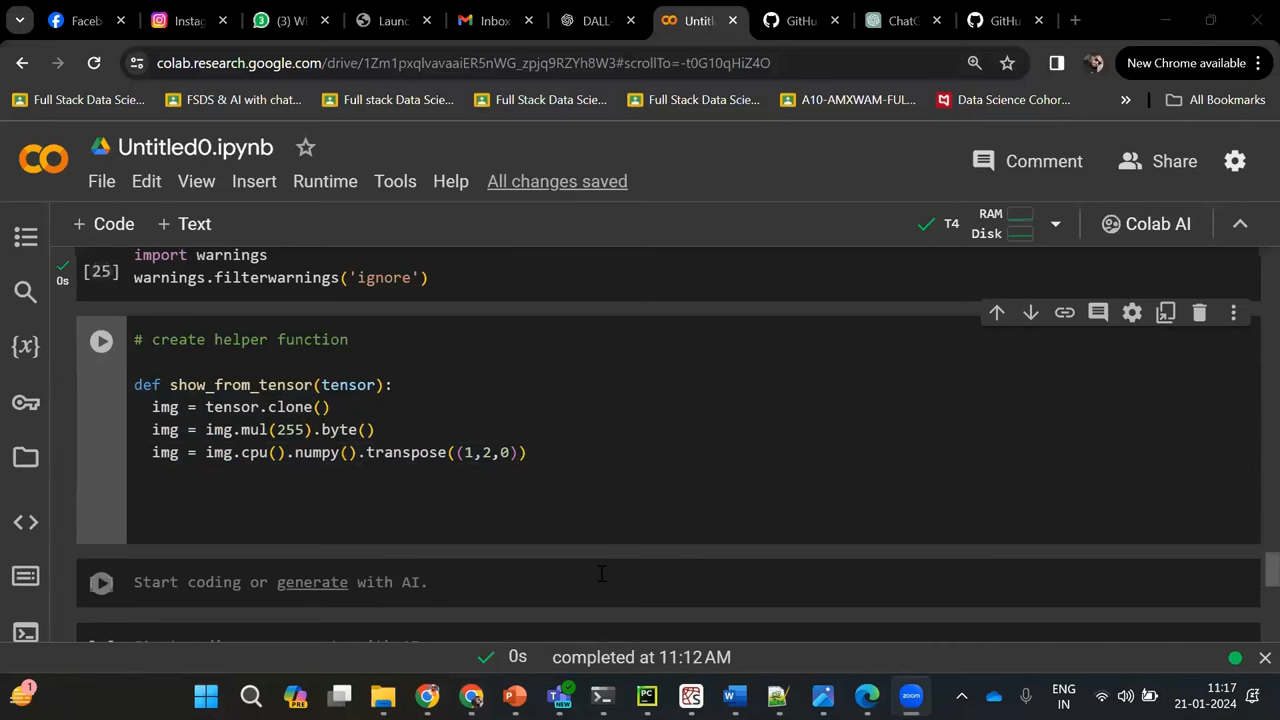 Faceb
Instag
(3) W
Launc
Inbox
DALL-
Untitl
GitHu
ChatG
GitHu
colab.research.google.com/drive/1Zm1pxqlvavaaiER5nWG_zpjq9RZYh8W3#scrollTo=-t0G10qHiZ4O
New Chrome available
Full Stack Data Scie...
FSDS & AI with chat...
Full stack Data Scie...
Full Stack Data Scie...
Full Stack Data Scie...
A10-AMXWAM-FUL...
Data Science Cohor...
All Bookmarks
Untitled0.ipynb
Comment
Share
File Edit View Insert Runtime Tools Help All changes saved
+ Code + Text
T4
RAM
Disk
Colab AI
import warnings
[25]
0s
warnings.filterwarnings('ignore')
# create helper function
def show_from_tensor(tensor):
img = tensor.clone()
img = img.mul(255).byte()
img = img.cpu().numpy().transpose((1,2,0))
Start coding or generate with AI.
0s completed at 11:12 AM
1
PRE
NEW
PC
zoom
ENG
IN
11:17
21-01-2024